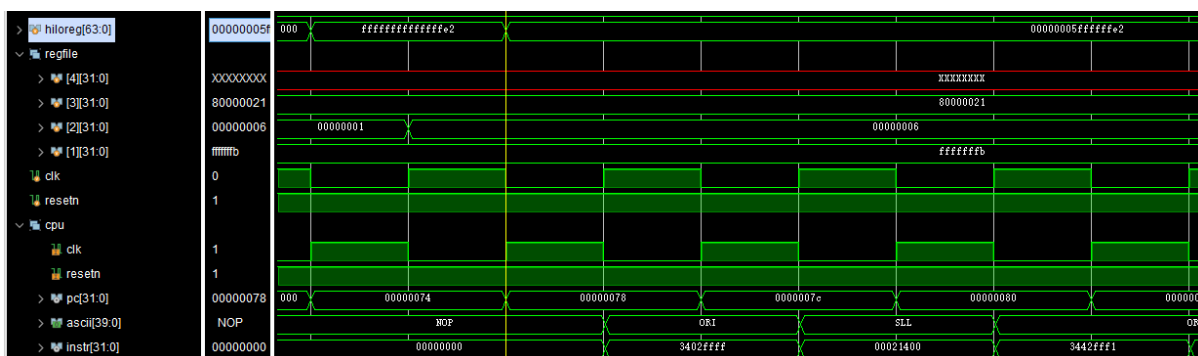 hiloreg[63:0] 00000005f 000 ffffffffffffffe2 00000005ffffffe2
regfile
[4][31:0] XXXXXXXX XXXXXXXX
[3][31:0] 80000021 80000021
[2][31:0] 00000006 00000001 00000006
[1][31:0] fffffffb fffffffb
clk 0
resetn 1
cpu
clk 1
resetn 1
pc[31:0] 00000078 000 00000074 00000078 0000007c 00000080 000000
ascii[39:0] NOP NOP ORI SLL OR
instr[31:0] 00000000 00000000 3402ffff 00021400 3442fff1